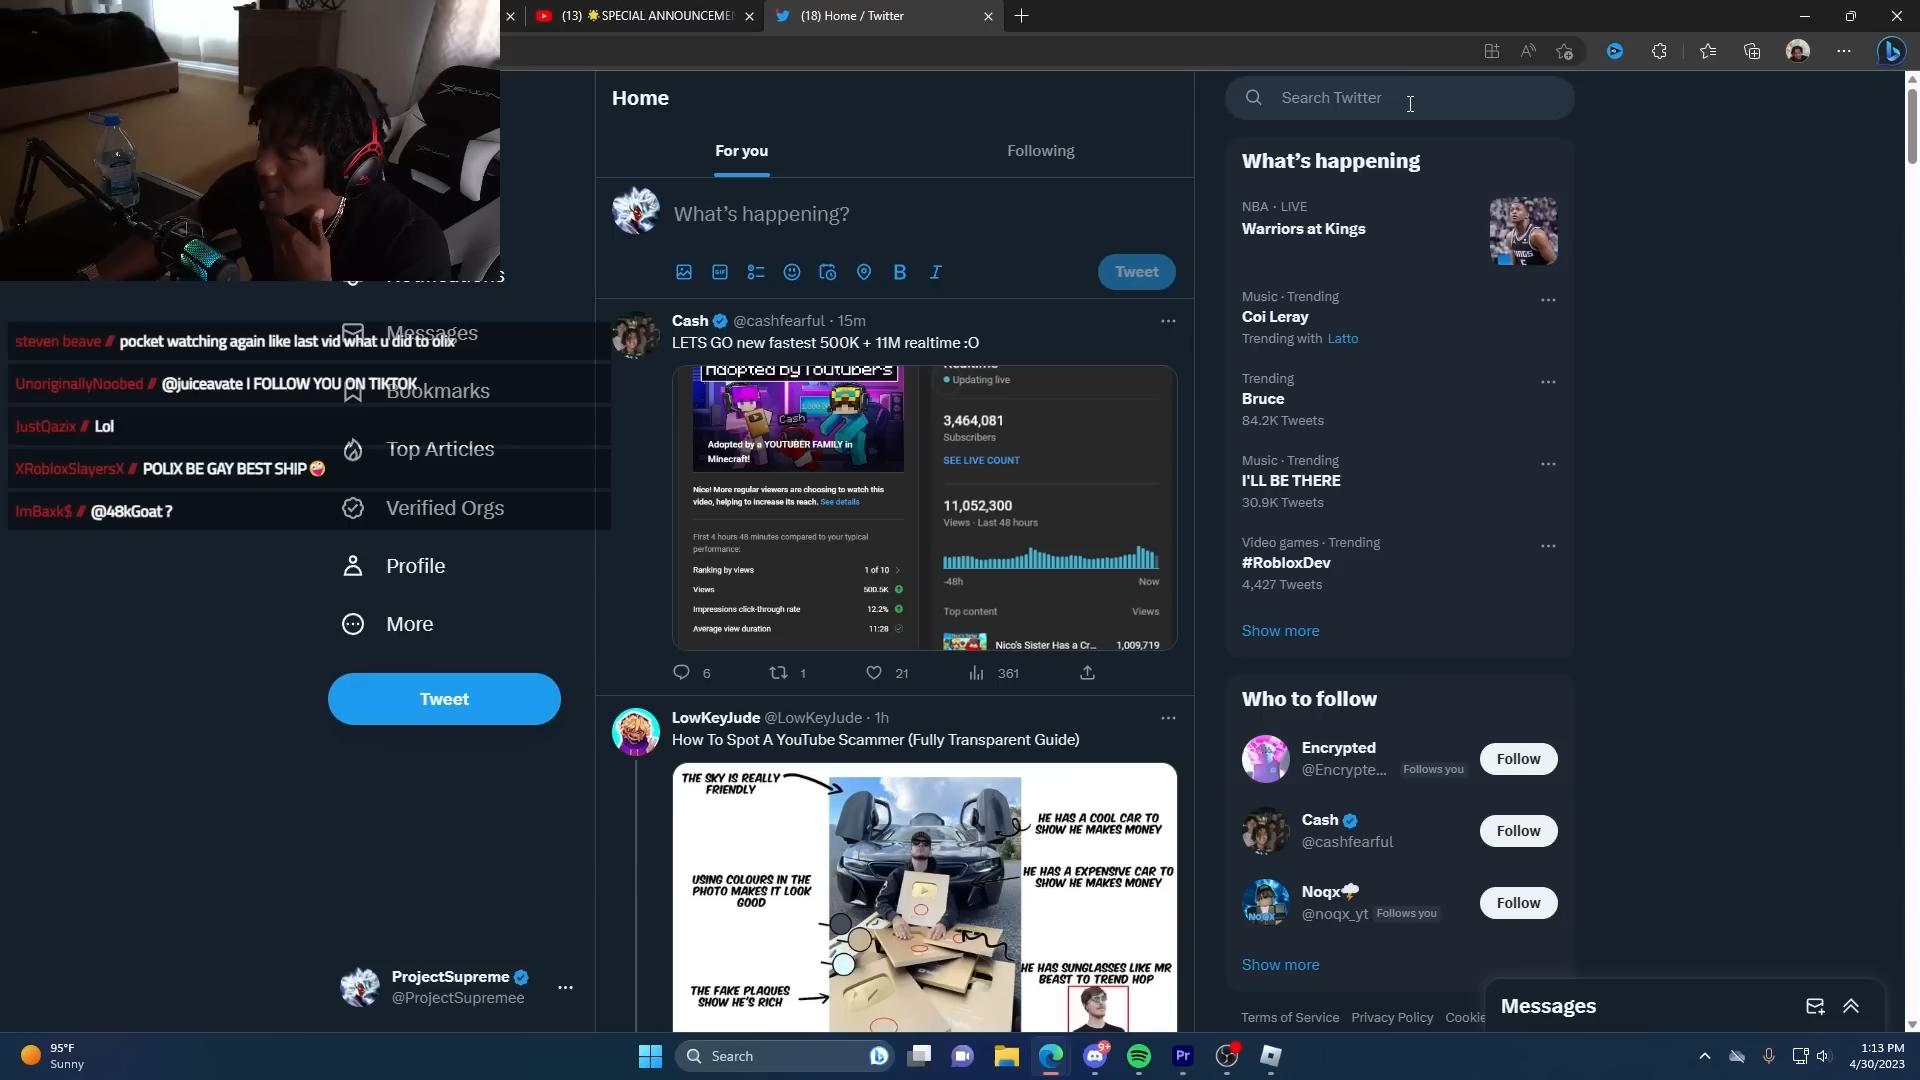 (13) 🌟SPECIAL ANNOUNCEME
(18) Home / Twitter
Home
For you
Following
What's happening?
Tweet
Notifications
Messages
Bookmarks
Top Articles
Verified Orgs
Profile
More
Tweet
ProjectSupreme
@ProjectSupremee
steven beave // pocket watching again like last vid what u did to olix
UnoriginallyNoobed // @juiceavate I FOLLOW YOU ON TIKTOK
JustQazix // Lol
XRobloxSlayersX // POLIX BE GAY BEST SHIP🤪
ImBaxk$ // @48kGoat ?
Cash @cashfearful · 15m
LETS GO new fastest 500K + 11M realtime :O
Adopted by Youtubers
Cash
Adopted by a YOUTUBER FAMILY in
Minecraft!
Nice! More regular viewers are choosing to watch this
video, helping to increase its reach. See details
First 4 hours 48 minutes compared to your typical
performance:
Ranking by views 1 of 10
Views 500.5K
Impressions click-through rate 12.2%
Average view duration 11:28
Realtime
Updating live
3,464,081
Subscribers
SEE LIVE COUNT
11,052,300
Views · Last 48 hours
-48h Now
Top content Views
Nico's Sister Has a Cr... 1,009,719
6 1 21 361
LowKeyJude @LowKeyJude · 1h
How To Spot A YouTube Scammer (Fully Transparent Guide)
THE SKY IS REALLY
FRIENDLY
USING COLOURS IN THE
PHOTO MAKES IT LOOK
GOOD
THE FAKE PLAQUES
SHOW HE'S RICH
HE HAS A COOL CAR TO
SHOW HE MAKES MONEY
HE HAS A EXPENSIVE CAR TO
SHOW HE MAKES MONEY
HE HAS SUNGLASSES LIKE MR
BEAST TO TREND HOP
Search Twitter
What's happening
NBA · LIVE
Warriors at Kings
Music · Trending
Coi Leray
Trending with Latto
Trending
Bruce
84.2K Tweets
Music · Trending
I'LL BE THERE
30.9K Tweets
Video games · Trending
#RobloxDev
4,427 Tweets
Show more
Who to follow
Encrypted
@Encrypte... Follows you
Follow
Cash
@cashfearful
Follow
Noqx🌩
@noqx_yt Follows you
Follow
Show more
Terms of Service Privacy Policy Cookie
Messages
95°F
Sunny
Search
9+
Pr
1:13 PM
4/30/2023